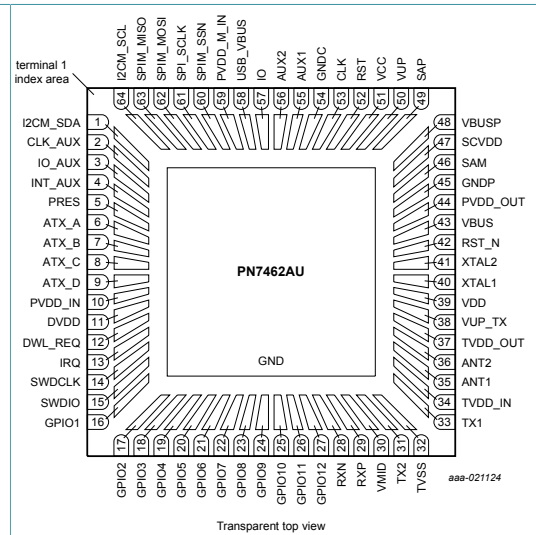 terminal 1
index area
64 I2CM_SCL
63 SPIM_MISO
62 SPIM_MOSI
61 SPI_SCLK
60 SPIM_SSN
59 PVDD_M_IN
58 USB_VBUS
57 IO
56 AUX2
55 AUX1
54 GNDC
53 CLK
52 RST
51 VCC
50 VUP
49 SAP
I2CM_SDA 1
CLK_AUX 2
IO_AUX 3
INT_AUX 4
PRES 5
ATX_A 6
ATX_B 7
ATX_C 8
ATX_D 9
PVDD_IN 10
DVDD 11
DWL_REQ 12
IRQ 13
SWDCLK 14
SWDIO 15
GPIO1 16
48 VBUSP
47 SCVDD
46 SAM
45 GNDP
44 PVDD_OUT
43 VBUS
42 RST_N
41 XTAL2
40 XTAL1
39 VDD
38 VUP_TX
37 TVDD_OUT
36 ANT2
35 ANT1
34 TVDD_IN
33 TX1
PN7462AU
GND
GPIO2 17
GPIO3 18
GPIO4 19
GPIO5 20
GPIO6 21
GPIO7 22
GPIO8 23
GPIO9 24
GPIO10 25
GPIO11 26
GPIO12 27
RXN 28
RXP 29
VMID 30
TX2 31
TVSS 32
aaa-021124
Transparent top view